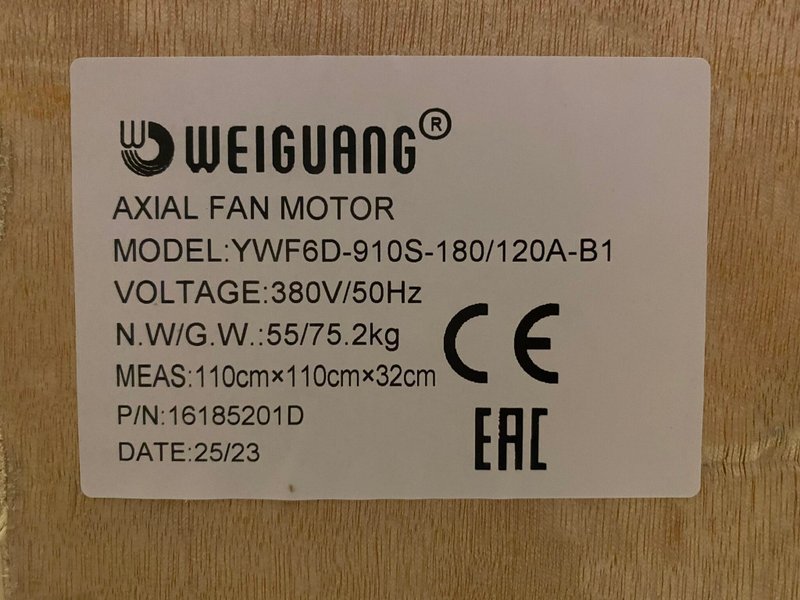 W WEIGUANG®
AXIAL FAN MOTOR
MODEL:YWF6D-910S-180/120A-B1
VOLTAGE:380V/50Hz
N.W/G.W.:55/75.2kg
MEAS:110cm×110cm×32cm
P/N:16185201D
DATE:25/23
CE
EAC